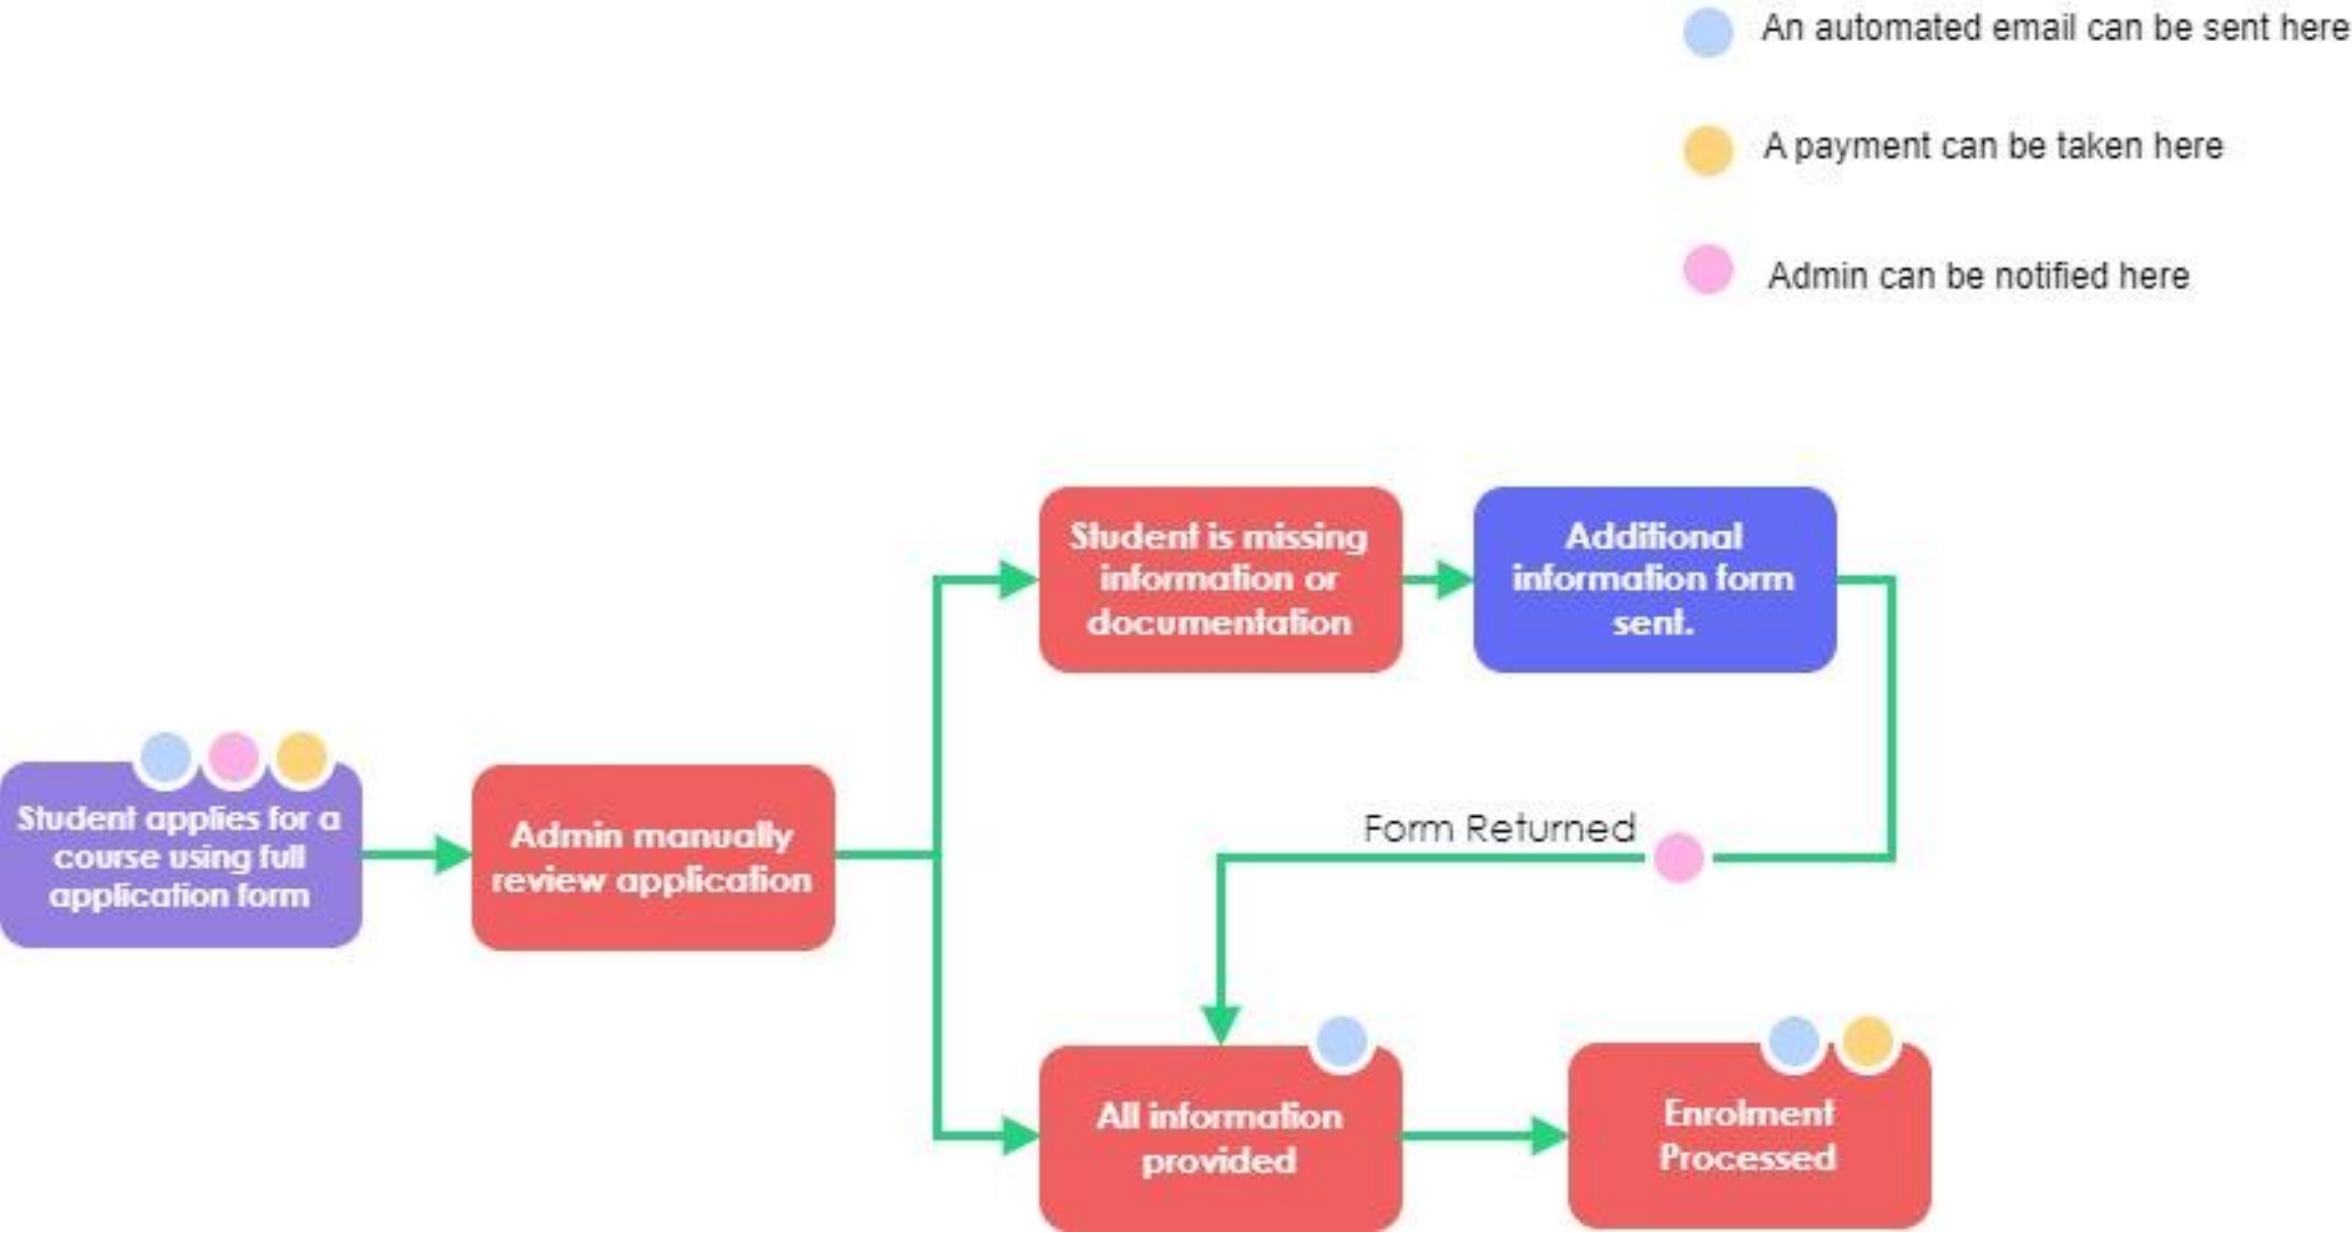 An automated email can be sent here
A payment can be taken here
Admin can be notified here
Student is missing
information or
documentation
Additional
information form
sent.
Student applies for a
course using full
application form
Admin manually
review application
Form Returned
All information
provided
Enrolment
Processed